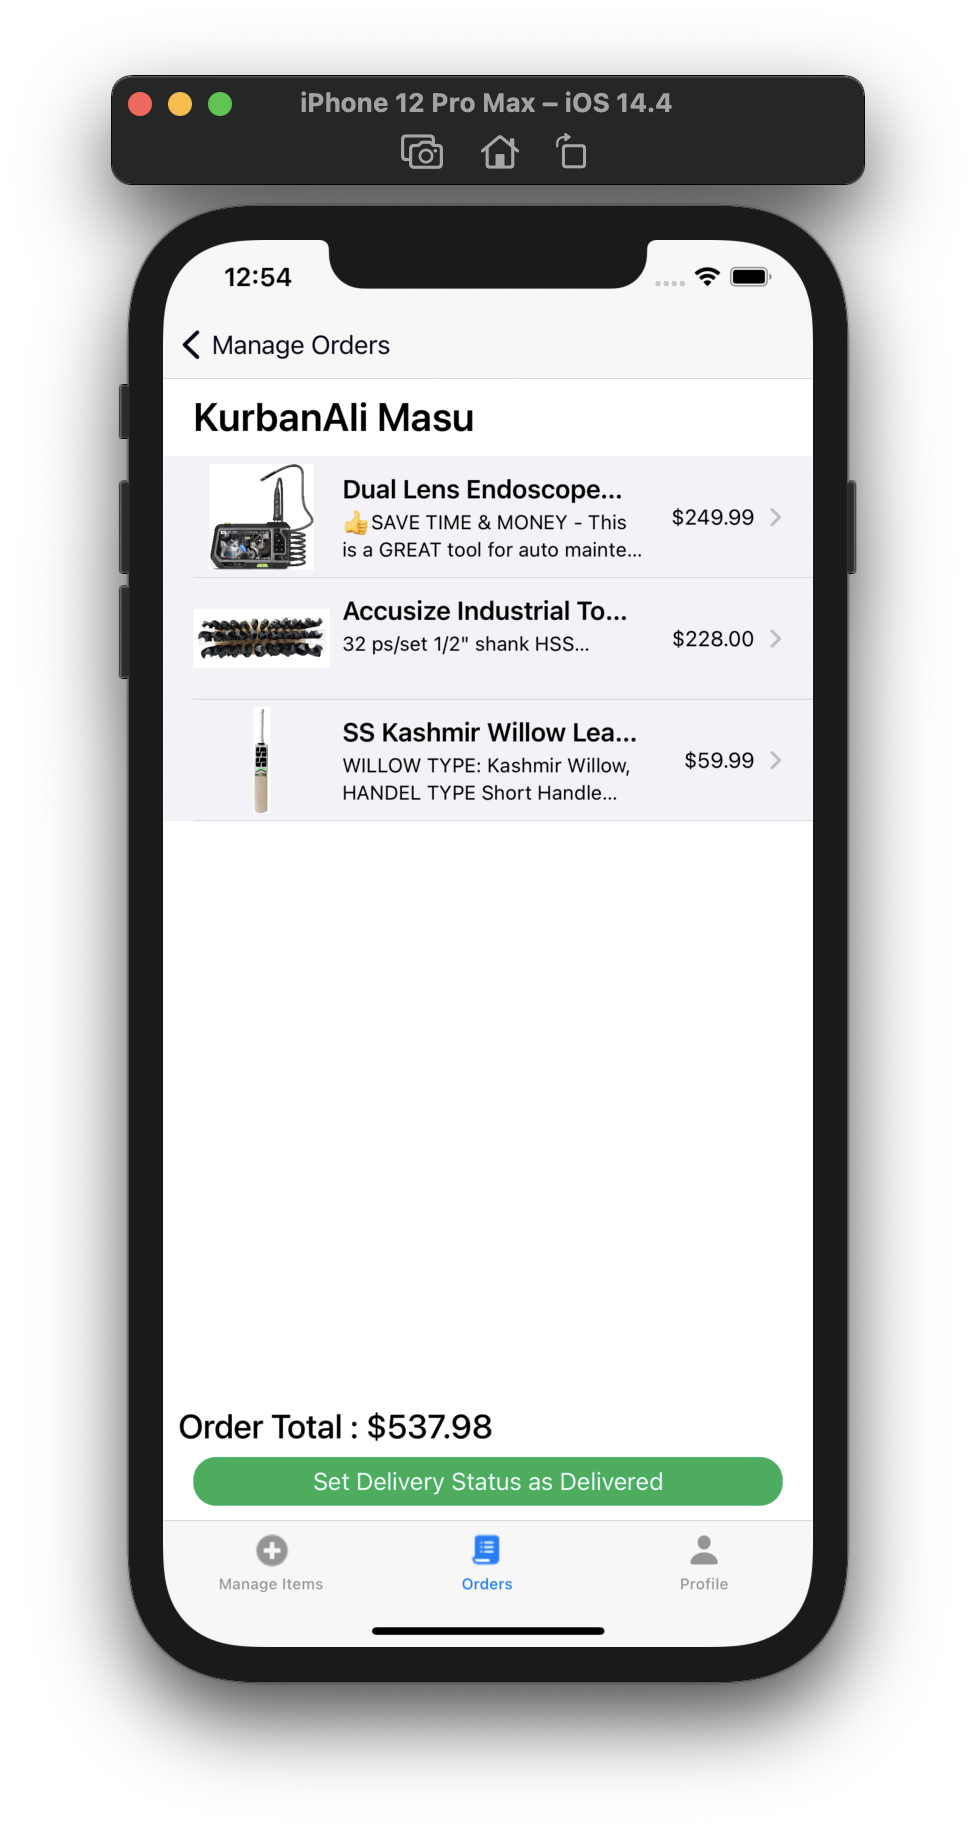 iPhone 12 Pro Max – iOS 14.4
12:54
Manage Orders
KurbanAli Masu
Dual Lens Endoscope...
👍SAVE TIME & MONEY - This
is a GREAT tool for auto mainte...
$249.99
Accusize Industrial To...
32 ps/set 1/2" shank HSS...
$228.00
SS Kashmir Willow Lea...
WILLOW TYPE: Kashmir Willow,
HANDEL TYPE Short Handle...
$59.99
Order Total : $537.98
Set Delivery Status as Delivered
Manage Items
Orders
Profile